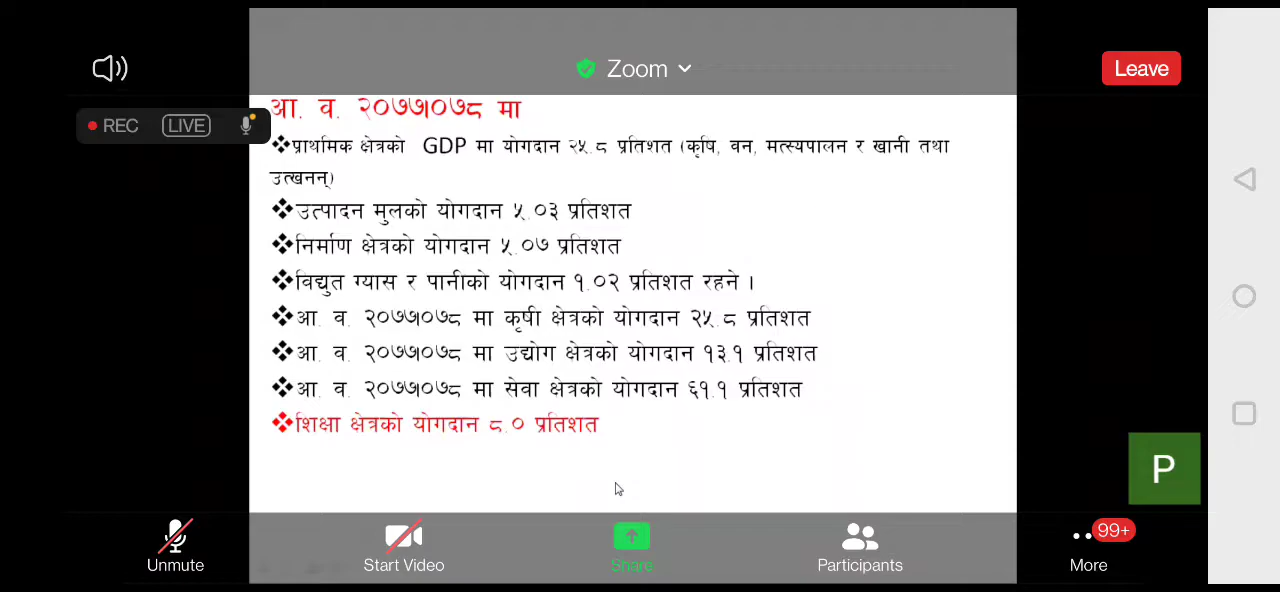 Zoom
Leave
REC LIVE
आ. व. २०७७।०७८ मा
❖प्राथमिक क्षेत्रको GDP मा योगदान २५.८ प्रतिशत (कृषि, वन, मत्स्यपालन र खानी तथा
उत्खनन्)
❖उत्पादन मुलको योगदान ५.०३ प्रतिशत
❖निर्माण क्षेत्रको योगदान ५.०७ प्रतिशत
❖विद्युत ग्यास र पानीको योगदान १.०२ प्रतिशत रहने ।
❖आ. व. २०७७।०७८ मा कृषी क्षेत्रको योगदान २५.८ प्रतिशत
❖आ. व. २०७७।०७८ मा उद्योग क्षेत्रको योगदान १३.१ प्रतिशत
❖आ. व. २०७७।०७८ मा सेवा क्षेत्रको योगदान ६१.१ प्रतिशत
❖शिक्षा क्षेत्रको योगदान ८.० प्रतिशत
P
99+
Unmute Start Video Share Participants More